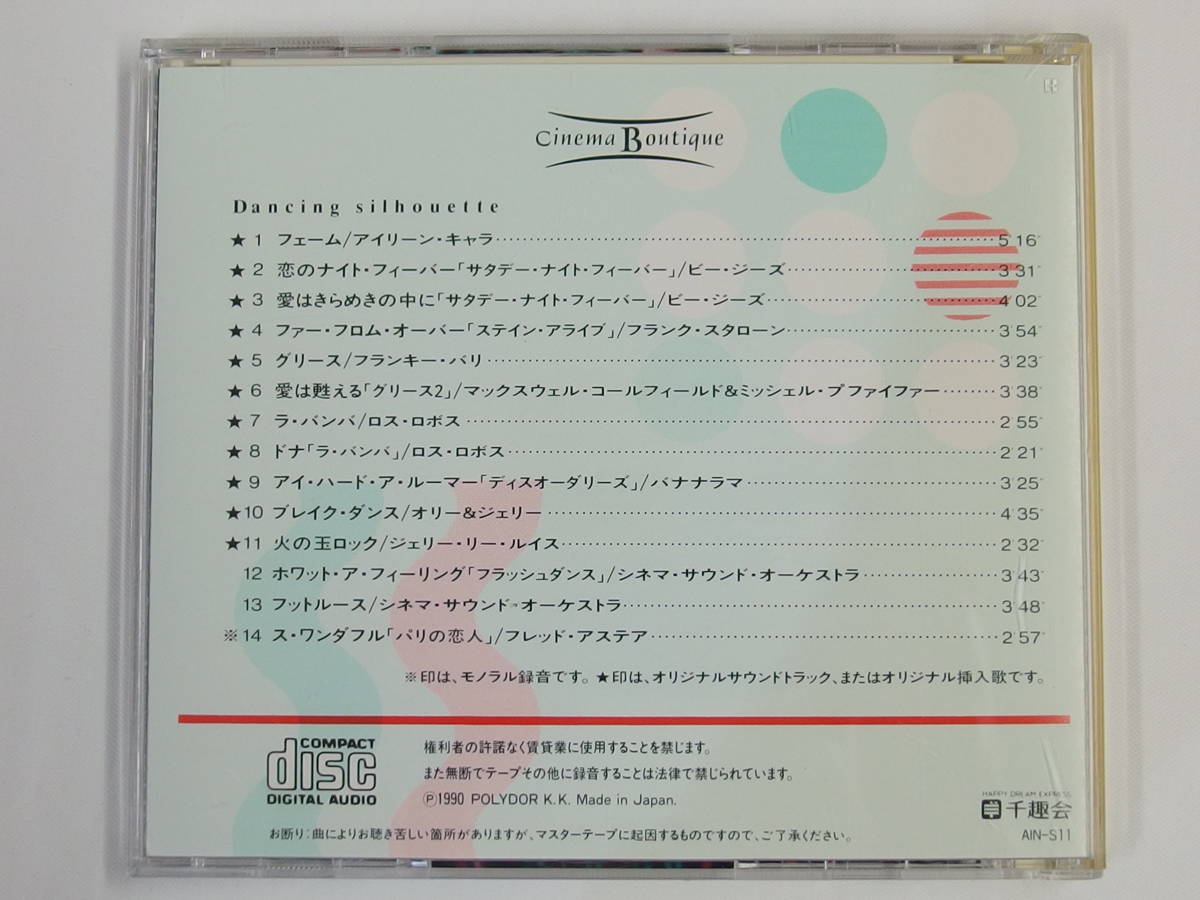 Cinema Boutique
Dancing silhouette
★1 フェーム/アイリーン・キャラ 5'16"
★2 恋のナイト・フィーバー「サタデー・ナイト・フィーバー」/ビー・ジーズ 3'31"
★3 愛はきらめきの中に「サタデー・ナイト・フィーバー」/ビー・ジーズ 4'02"
★4 ファー・フロム・オーバー「ステイン・アライブ」/フランク・スタローン 3'54"
★5 グリース/フランキー・バリ 3'23"
★6 愛は甦える「グリース2」/マックスウェル・コールフィールド&ミッシェル・プファイファー 3'38"
★7 ラ・バンバ/ロス・ロボス 2'55"
★8 ドナ「ラ・バンバ」/ロス・ロボス 2'21"
★9 アイ・ハード・ア・ルーマー「ディスオーダリーズ」/バナナラマ 3'25"
★10 ブレイク・ダンス/オリー&ジェリー 4'35"
★11 火の玉ロック/ジェリー・リー・ルイス 2'32"
12 ホワット・ア・フィーリング「フラッシュダンス」/シネマ・サウンド・オーケストラ 3'43"
13 フットルース/シネマ・サウンド・オーケストラ 3'48"
※14 ス・ワンダフル「パリの恋人」/フレッド・アステア 2'57"
※印は、モノラル録音です。★印は、オリジナルサウンドトラック、またはオリジナル挿入歌です。
COMPACT
disc
DIGITAL AUDIO
権利者の許諾なく賃貸業に使用することを禁じます。
また無断でテープその他に録音することは法律で禁じられています。
Ⓟ1990 POLYDOR K.K. Made in Japan.
HAPPY DREAM EXPRESS
千趣会
AIN-S11
お断り:曲によりお聴き苦しい箇所がありますが、マスターテープに起因するものですので、ご了承ください。